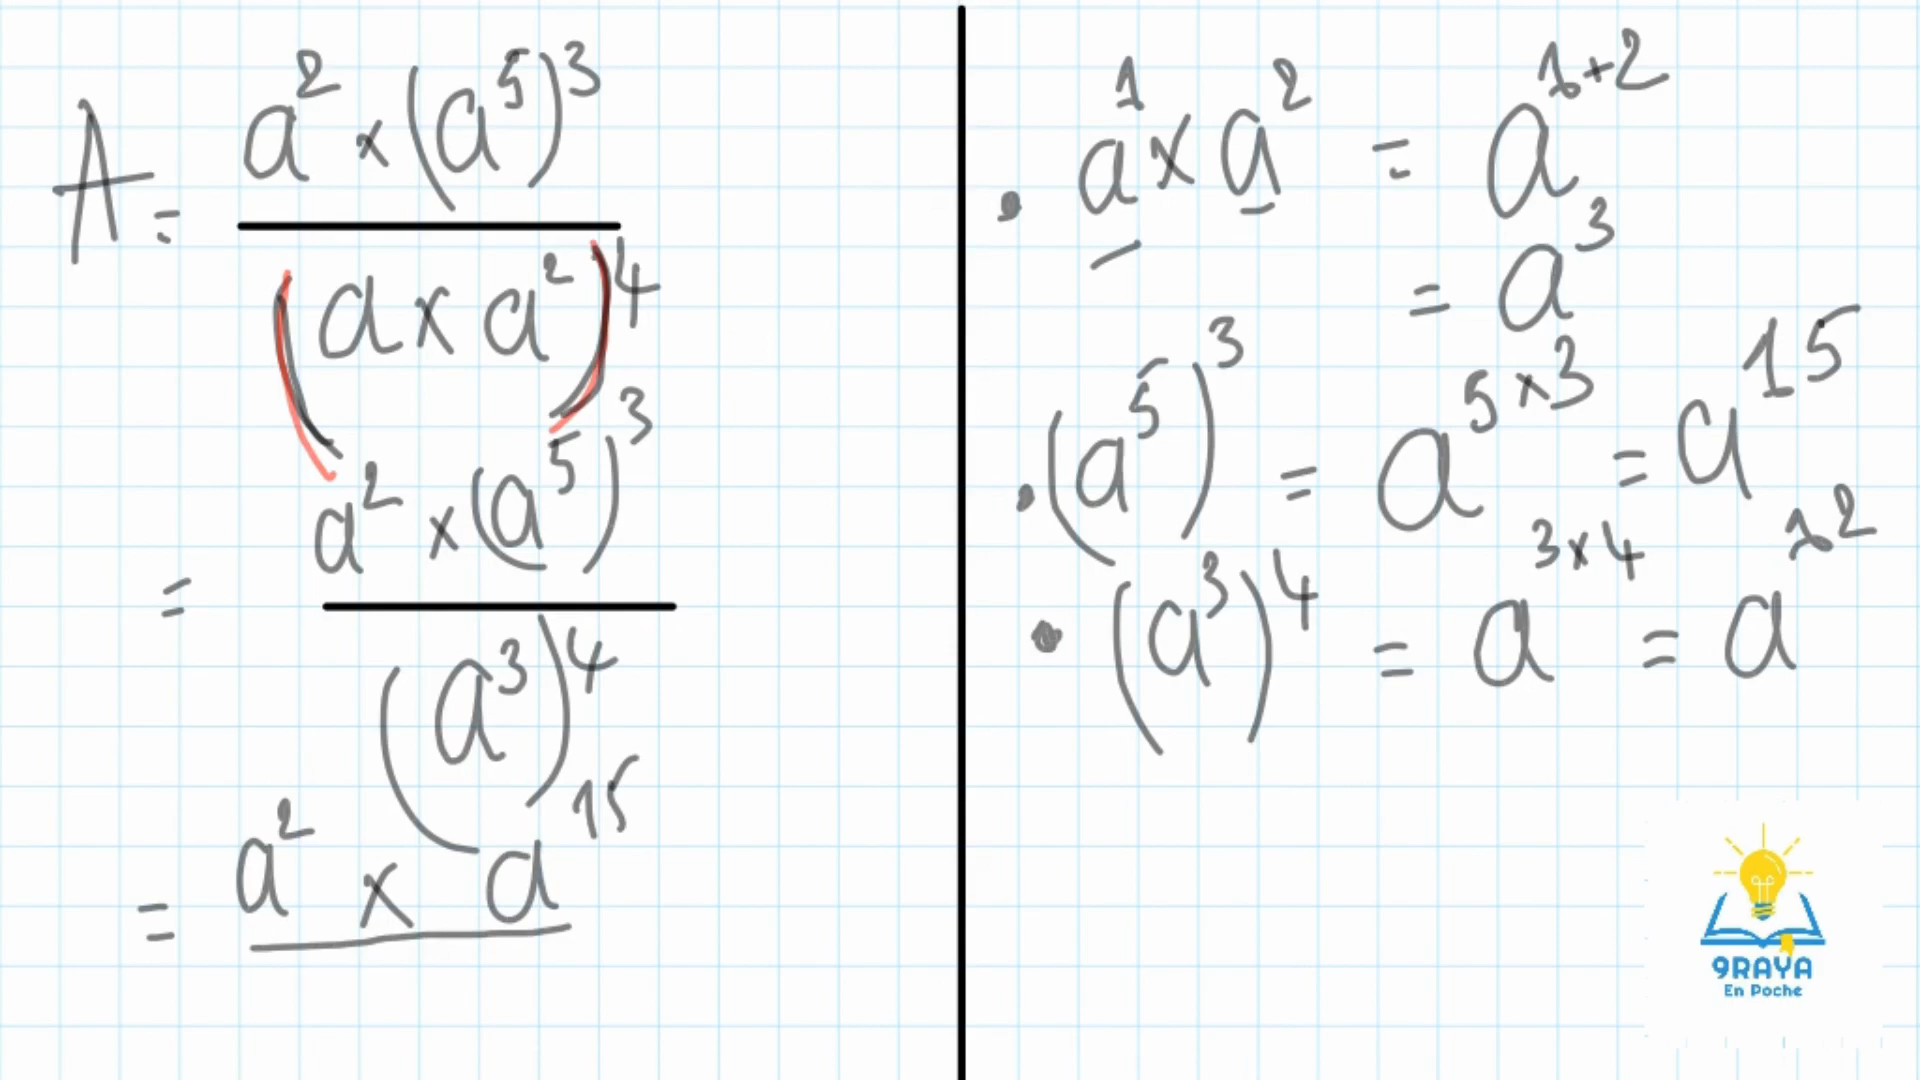 A = a² × (a⁵)³
(a × a²)⁴
= a² × (a⁵)³
(a³)⁴
= a² × a¹⁵
• a¹ × a² = a¹⁺²
= a³
• (a⁵)³ = a⁵ˣ³ = a¹⁵
• (a³)⁴ = a³ˣ⁴ = a¹²
9RAYA
En Poche